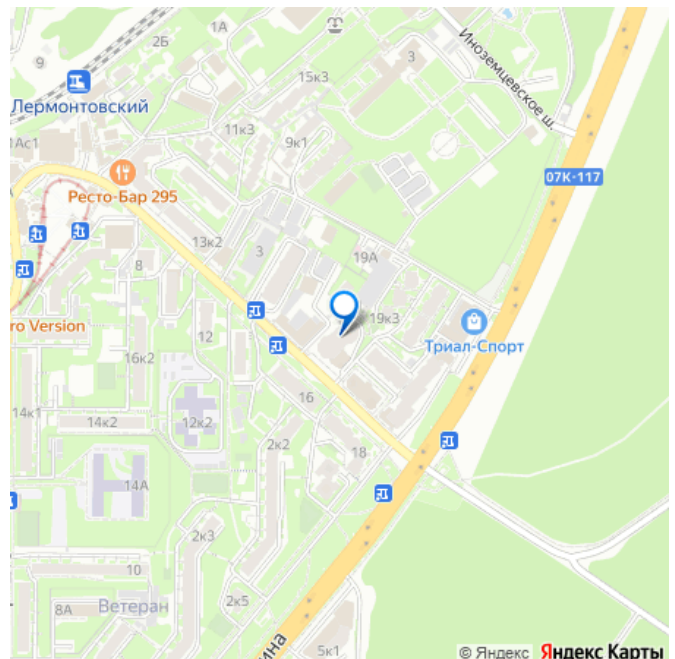 1А
2Б
9
3
15к3
Иноземцевское ш.
Лермонтовский
11к3
1Ас1
9к1
07К-117
Ресто-Бар 295
13к2
3
19А
8
19к3
ro Version
12
Триал-Спорт
16к2
16
14к1
14к2
12к2
2к2
18
14А
2к3
10
8А
Ветеран
2к5
ина
5к1
© Яндекс Яндекс Карты